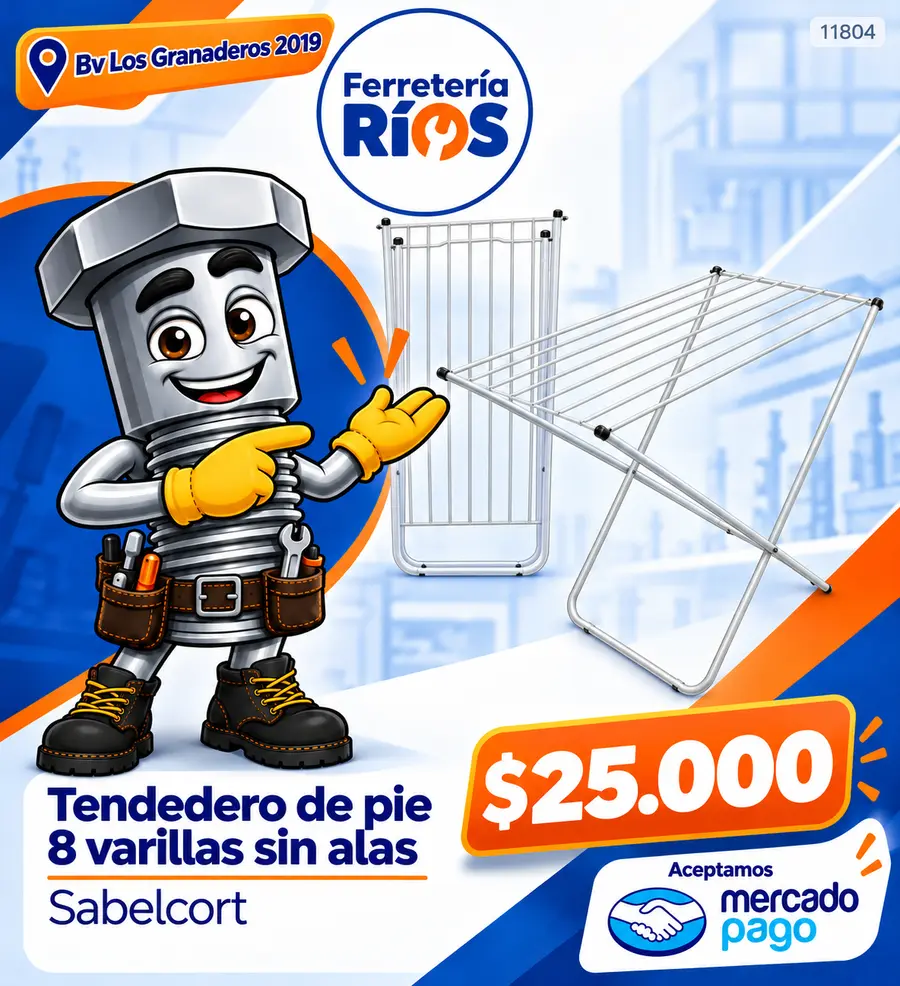 Bv Los Granaderos 2019
Ferretería
RÍOS
11804
Tendedero de pie
8 varillas sin alas
Sabelcort
$25.000
Aceptamos
mercado
pago